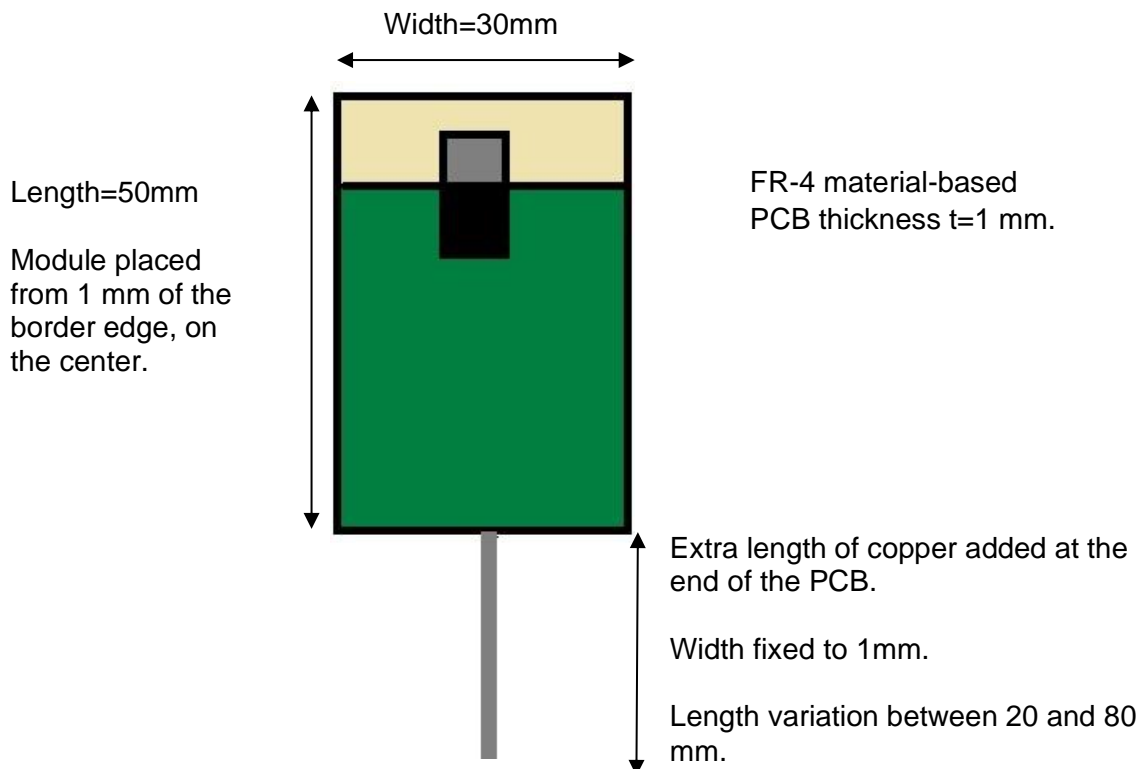 Width=30mm
Length=50mm
Module placed
from 1 mm of the
border edge, on
the center.
FR-4 material-based
PCB thickness t=1 mm.
Extra length of copper added at the
end of the PCB.
Width fixed to 1mm.
Length variation between 20 and 80
mm.